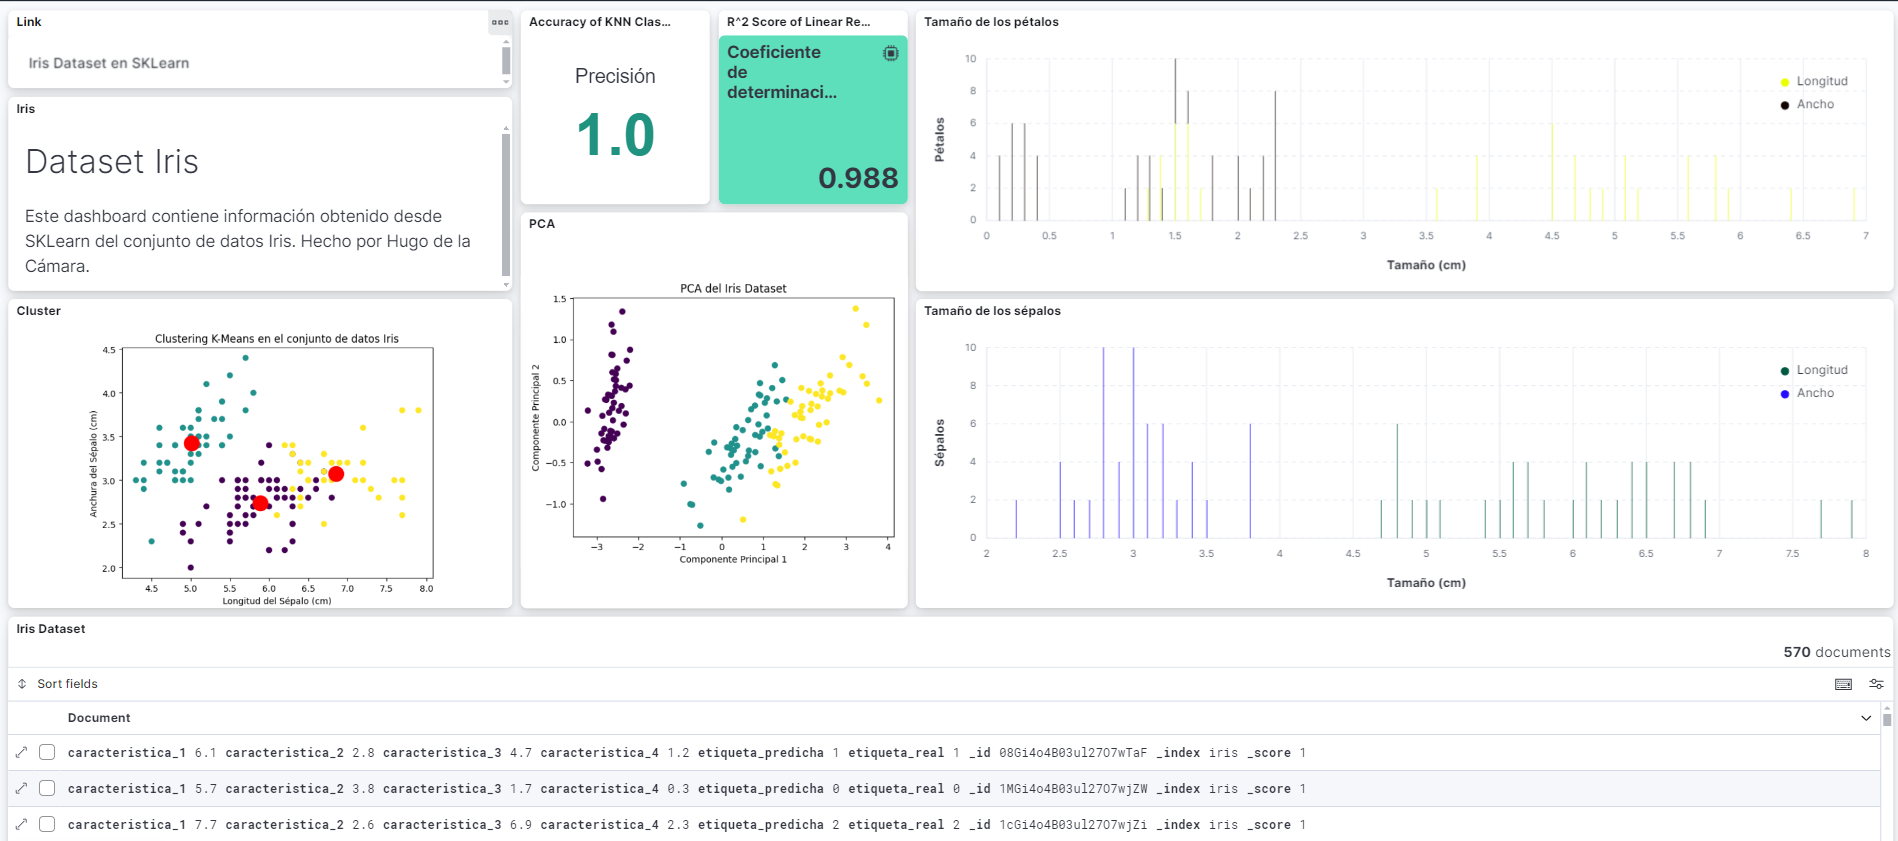 Link
Iris Dataset en SKLearn
Iris
Dataset Iris
Este dashboard contiene información obtenido desde
SKLearn del conjunto de datos Iris. Hecho por Hugo de la
Cámara.
Cluster
Clustering K-Means en el conjunto de datos Iris
Anchura del Sépalo (cm)
4.5
4.0
3.5
3.0
2.5
2.0
4.5 5.0 5.5 6.0 6.5 7.0 7.5 8.0
Longitud del Sépalo (cm)
Accuracy of KNN Clas...
Precisión
1.0
R^2 Score of Linear Re...
Coeficiente
de
determinaci...
0.988
PCA
PCA del Iris Dataset
Componente Principal 2
1.5
1.0
0.5
0.0
−0.5
−1.0
−3 −2 −1 0 1 2 3 4
Componente Principal 1
Tamaño de los pétalos
Pétalos
10
8
6
4
2
0
0 0.5 1 1.5 2 2.5 3 3.5 4 4.5 5 5.5 6 6.5 7
Tamaño (cm)
Longitud
Ancho
Tamaño de los sépalos
Sépalos
10
8
6
4
2
0
2 2.5 3 3.5 4 4.5 5 5.5 6 6.5 7 7.5 8
Tamaño (cm)
Longitud
Ancho
Iris Dataset
570 documents
Sort fields
Document
caracteristica_1 6.1 caracteristica_2 2.8 caracteristica_3 4.7 caracteristica_4 1.2 etiqueta_predicha 1 etiqueta_real 1 _id 08Gi4o4B03ul27O7wTaF _index iris _score 1
caracteristica_1 5.7 caracteristica_2 3.8 caracteristica_3 1.7 caracteristica_4 0.3 etiqueta_predicha 0 etiqueta_real 0 _id 1MGi4o4B03ul27O7wjZW _index iris _score 1
caracteristica_1 7.7 caracteristica_2 2.6 caracteristica_3 6.9 caracteristica_4 2.3 etiqueta_predicha 2 etiqueta_real 2 _id 1cGi4o4B03ul27O7wjZi _index iris _score 1